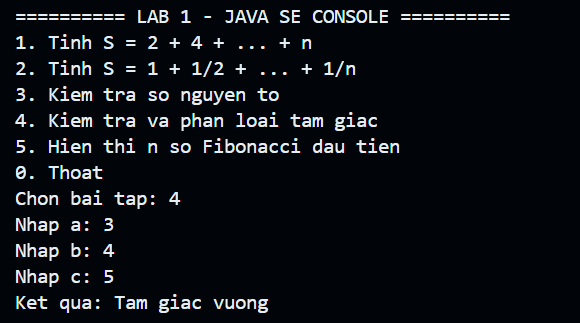 ========== LAB 1 - JAVA SE CONSOLE ==========
1. Tinh S = 2 + 4 + ... + n
2. Tinh S = 1 + 1/2 + ... + 1/n
3. Kiem tra so nguyen to
4. Kiem tra va phan loai tam giac
5. Hien thi n so Fibonacci dau tien
0. Thoat
Chon bai tap: 4
Nhap a: 3
Nhap b: 4
Nhap c: 5
Ket qua: Tam giac vuong